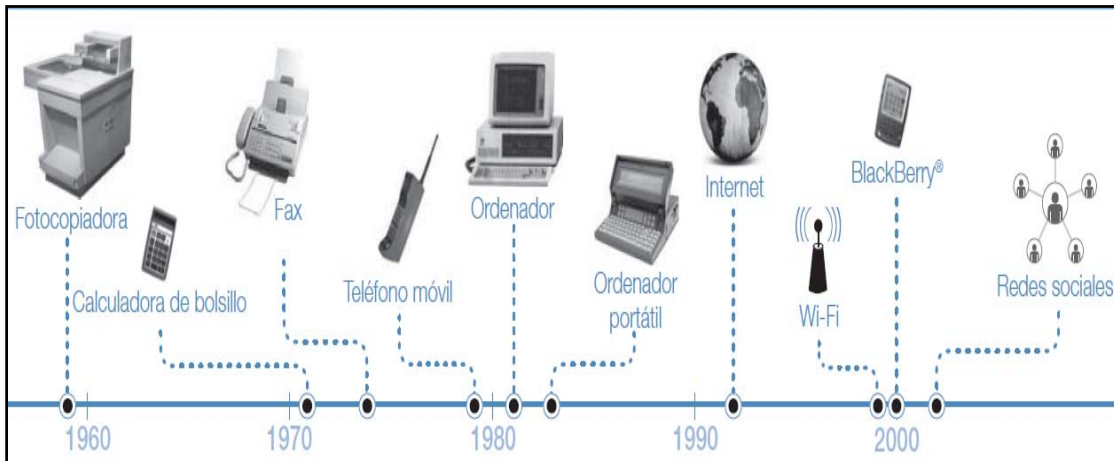 Fotocopiadora
Calculadora de bolsillo
Fax
Teléfono móvil
Ordenador
Ordenador
portátil
Internet
Wi-Fi
BlackBerry®
Redes sociales
1960
1970
1980
1990
2000